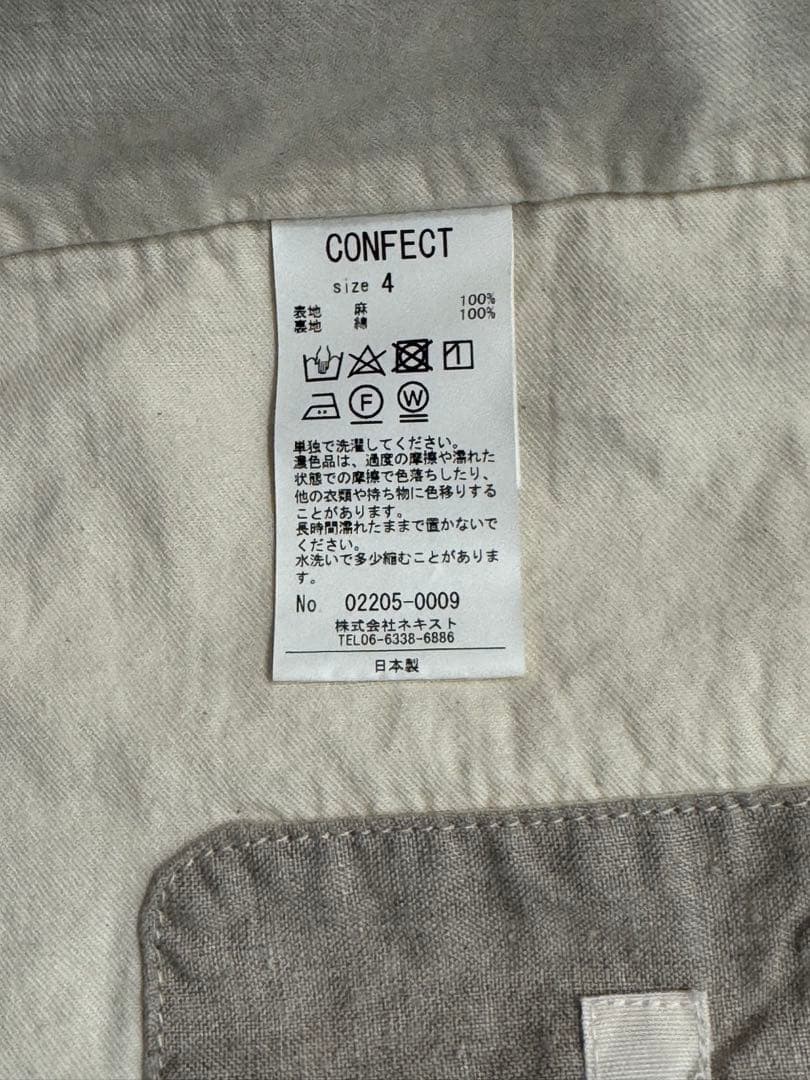 CONFECT
size 4
表地 麻 100%
裏地 綿 100%
F W
単独で洗濯してください。
濃色品は、過度の摩擦や濡れた
状態での摩擦で色落ちしたり、
他の衣類や持ち物に色移りする
ことがあります。
長時間濡れたままで置かないで
ください。
水洗いで多少縮むことがありま
す。
No 02205-0009
株式会社ネキスト
TEL06-6338-6886
日本製